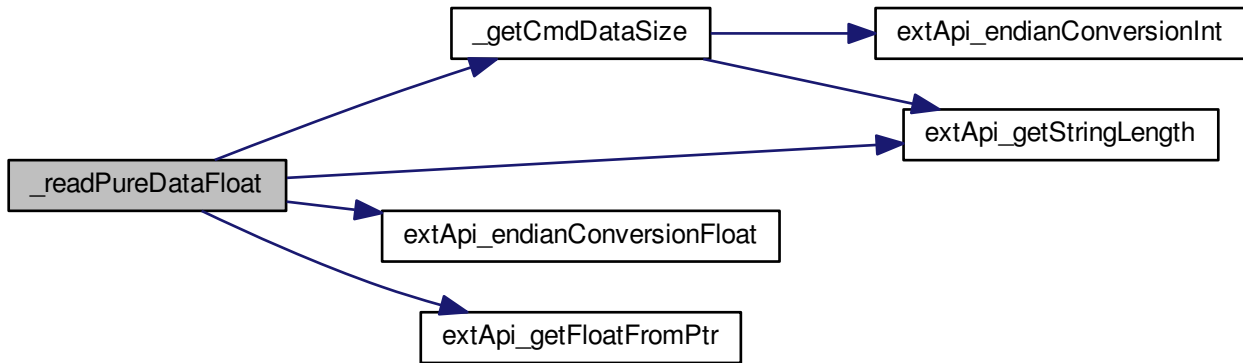 _getCmdDataSize
extApi_endianConversionInt
extApi_getStringLength
_readPureDataFloat
extApi_endianConversionFloat
extApi_getFloatFromPtr